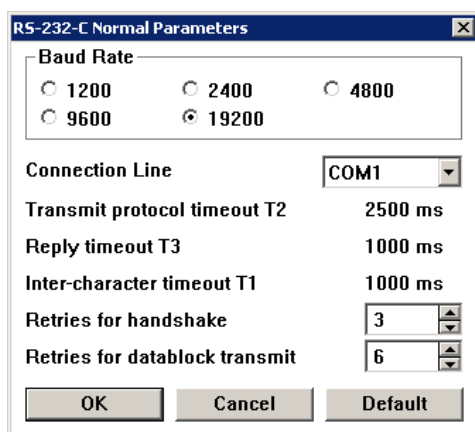 RS-232-C Normal Parameters
Baud Rate
1200 2400 4800
9600 19200
Connection Line COM1
Transmit protocol timeout T2 2500 ms
Reply timeout T3 1000 ms
Inter-character timeout T1 1000 ms
Retries for handshake 3
Retries for datablock transmit 6
OK Cancel Default